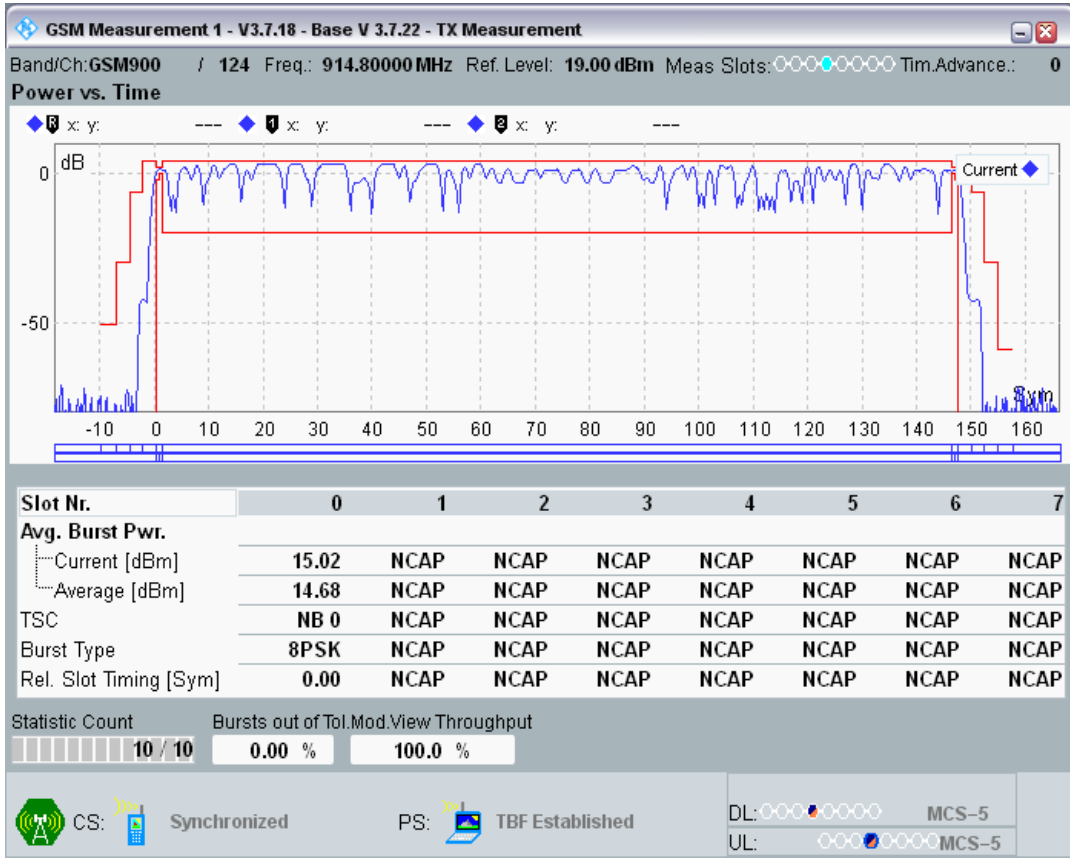 GSM Measurement 1 - V3.7.18 - Base V 3.7.22 - TX Measurement
Band/Ch:GSM900 / 124 Freq.: 914.80000 MHz Ref. Level: 19.00 dBm Meas Slots: Tim.Advance.: 0
Power vs. Time
R x: y: --- 1 x: y: --- 2 x: y: ---
dB
Current
0
-50
Sym
-10 0 10 20 30 40 50 60 70 80 90 100 110 120 130 140 150 160
Slot Nr. 0 1 2 3 4 5 6 7
Avg. Burst Pwr.
Current [dBm] 15.02 NCAP NCAP NCAP NCAP NCAP NCAP NCAP
Average [dBm] 14.68 NCAP NCAP NCAP NCAP NCAP NCAP NCAP
TSC NB 0 NCAP NCAP NCAP NCAP NCAP NCAP NCAP
Burst Type 8PSK NCAP NCAP NCAP NCAP NCAP NCAP NCAP
Rel. Slot Timing [Sym] 0.00 NCAP NCAP NCAP NCAP NCAP NCAP NCAP
Statistic Count Bursts out of Tol.Mod.View Throughput
10 / 10 0.00 % 100.0 %
CS: Synchronized PS: TBF Established DL: MCS-5
UL: MCS-5